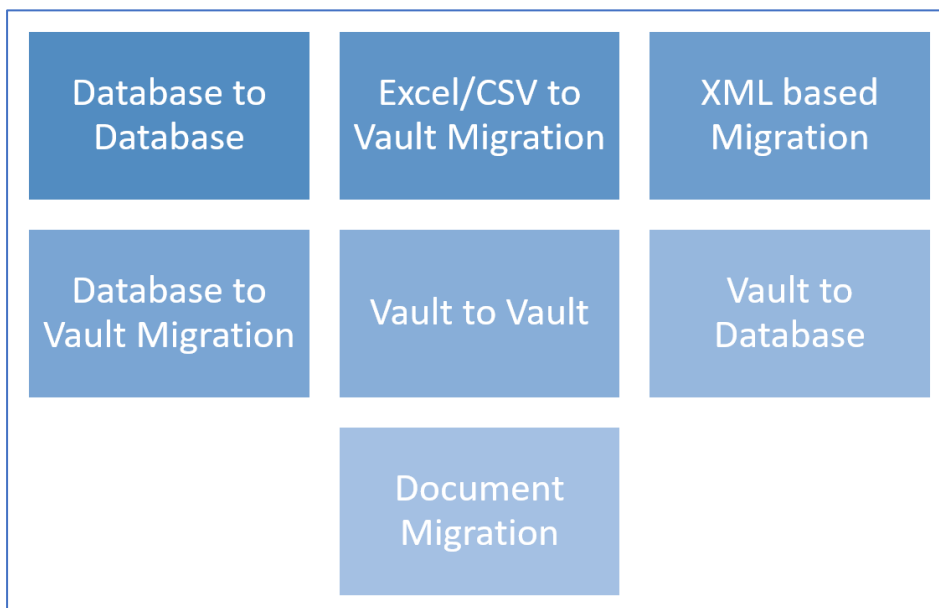 Database to
Database
Excel/CSV to
Vault Migration
XML based
Migration
Database to
Vault Migration
Vault to Vault
Vault to
Database
Document
Migration